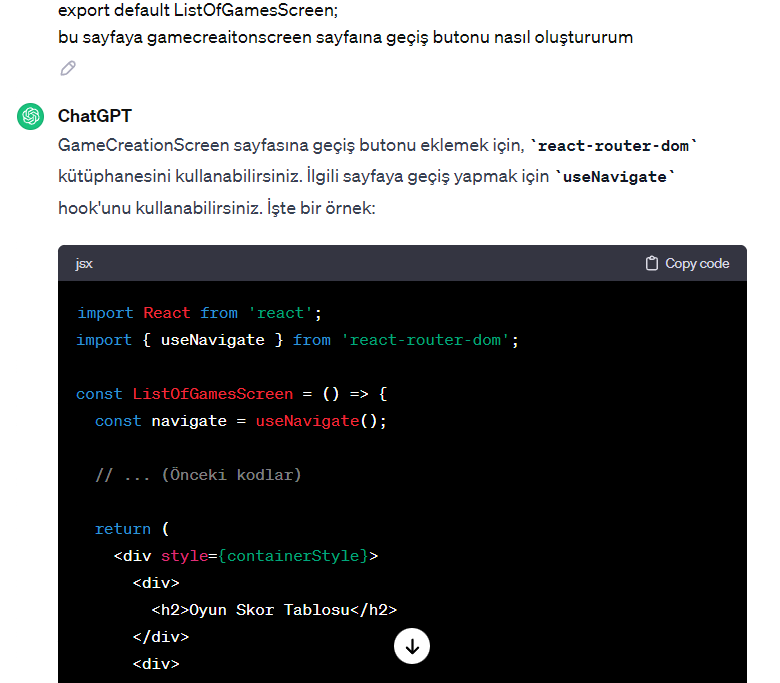 export default ListOfGamesScreen;
bu sayfaya gamecreaitonscreen sayfaına geçiş butonu nasıl oluştururum
ChatGPT
GameCreationScreen sayfasına geçiş butonu eklemek için, `react-router-dom`
kütüphanesini kullanabilirsiniz. İlgili sayfaya geçiş yapmak için `useNavigate`
hook'unu kullanabilirsiniz. İşte bir örnek:
jsx Copy code
import React from 'react';
import { useNavigate } from 'react-router-dom';
const ListOfGamesScreen = () => {
const navigate = useNavigate();
// ... (Önceki kodlar)
return (
<div style={containerStyle}>
<div>
<h2>Oyun Skor Tablosu</h2>
</div>
<div>